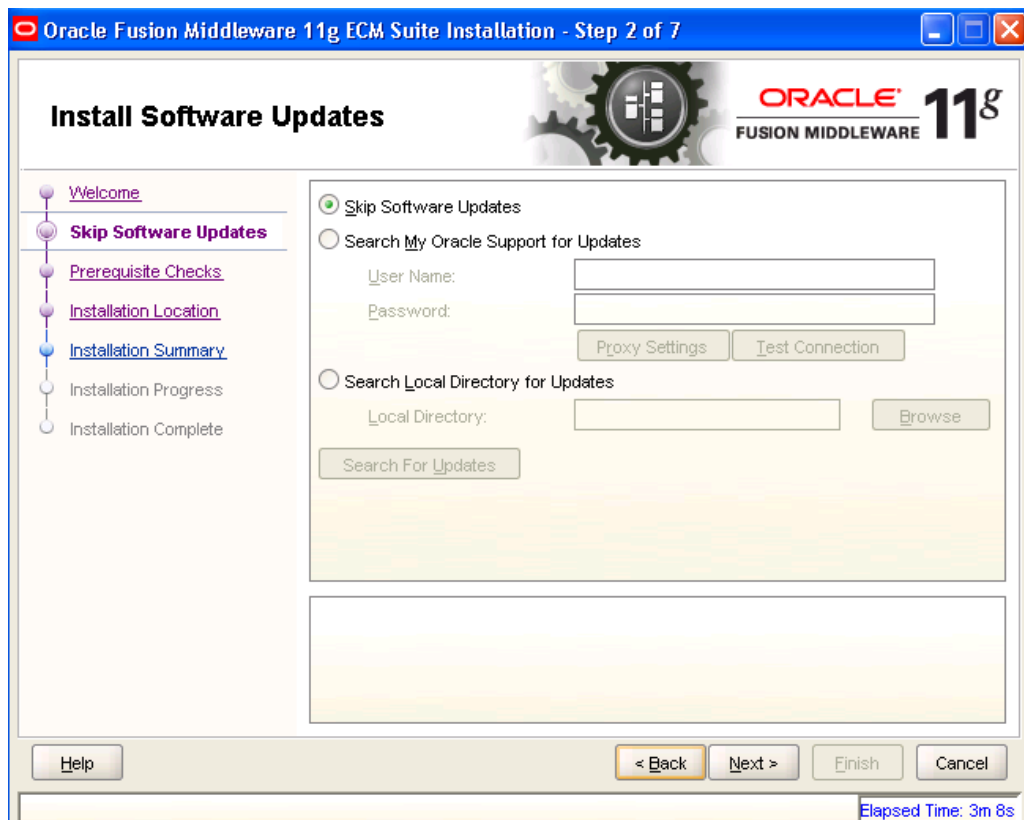 Oracle Fusion Middleware 11g ECM Suite Installation - Step 2 of 7
Install Software Updates
ORACLE
FUSION MIDDLEWARE 11g
Welcome
Skip Software Updates
Prerequisite Checks
Installation Location
Installation Summary
Installation Progress
Installation Complete
Skip Software Updates
Search My Oracle Support for Updates
User Name:
Password:
Proxy Settings Test Connection
Search Local Directory for Updates
Local Directory: Browse
Search For Updates
Help < Back Next > Finish Cancel
Elapsed Time: 3m 8s